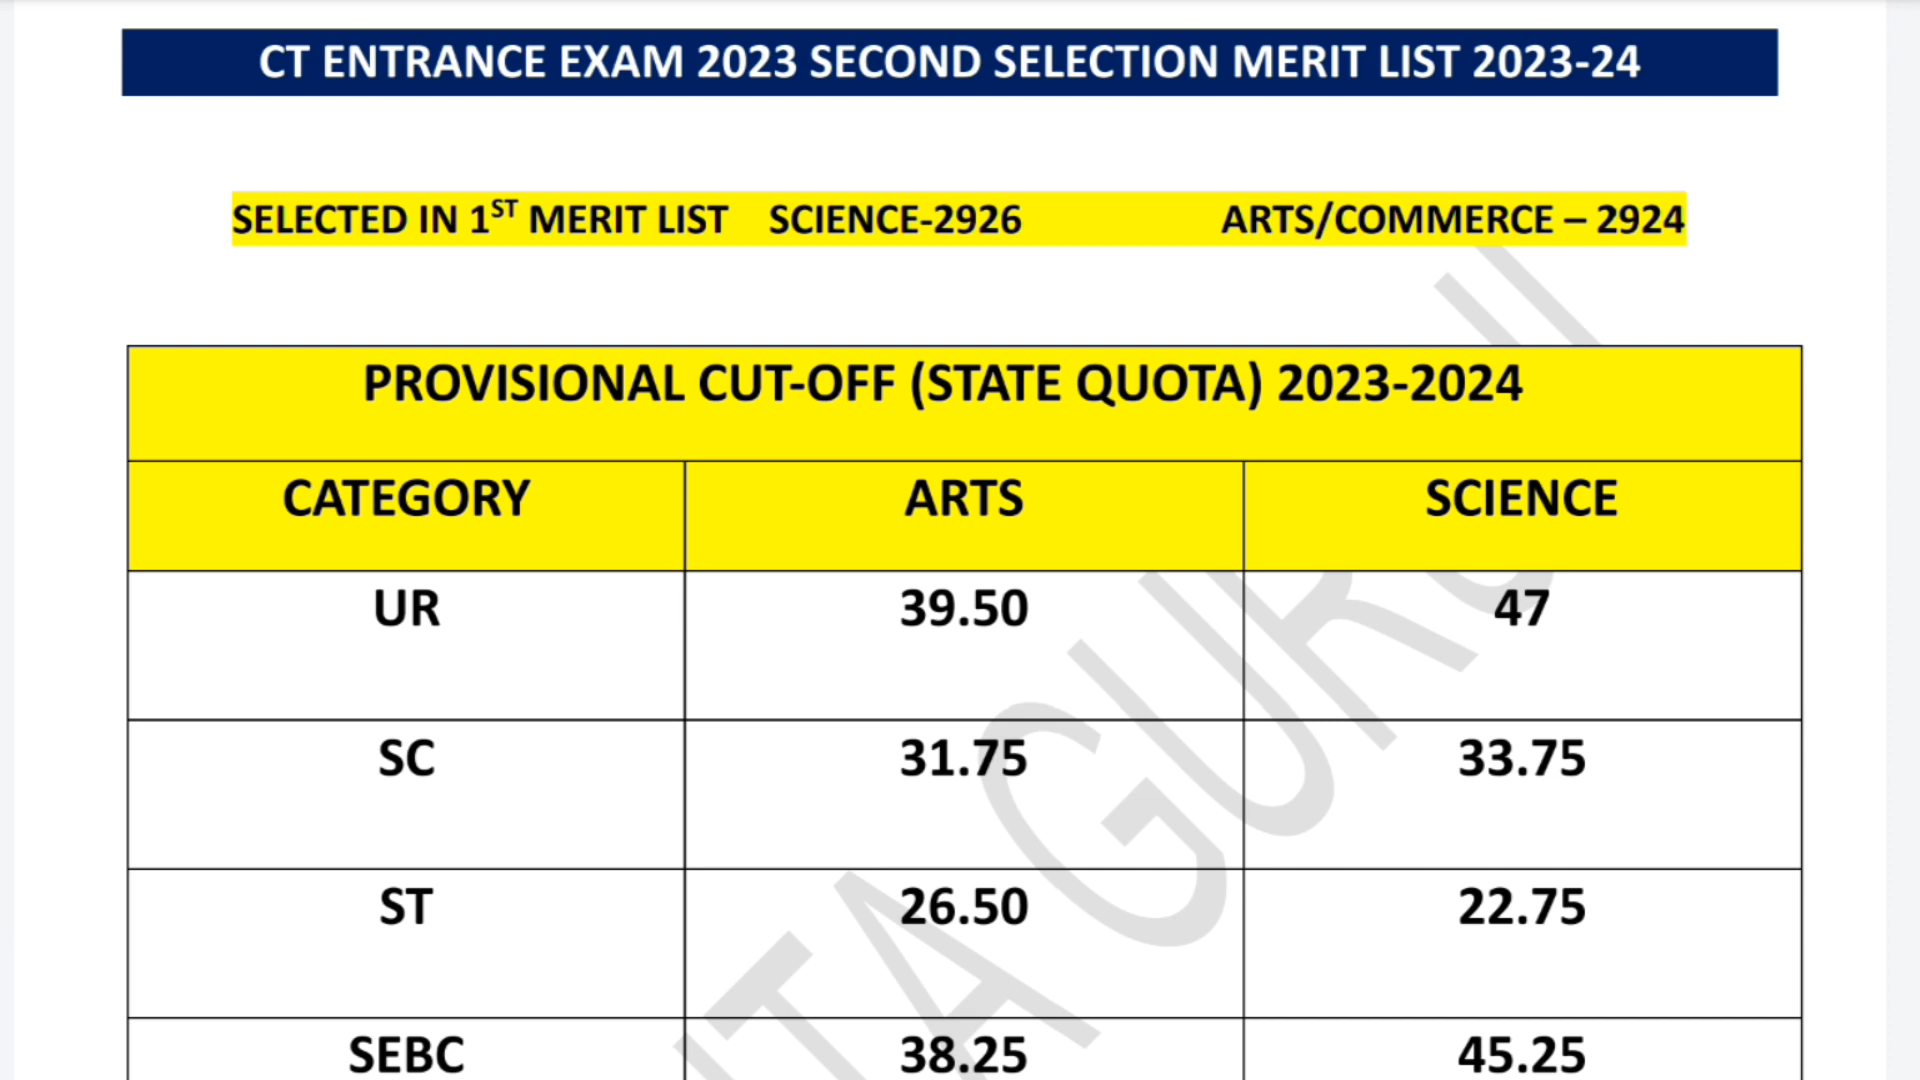 CT ENTRANCE EXAM 2023 SECOND SELECTION MERIT LIST 2023-24
SELECTED IN 1ST MERIT LIST SCIENCE-2926 ARTS/COMMERCE – 2924
PROVISIONAL CUT-OFF (STATE QUOTA) 2023-2024
CATEGORY ARTS SCIENCE
UR 39.50 47
SC 31.75 33.75
ST 26.50 22.75
SEBC 38.25 45.25
TA GURUJI